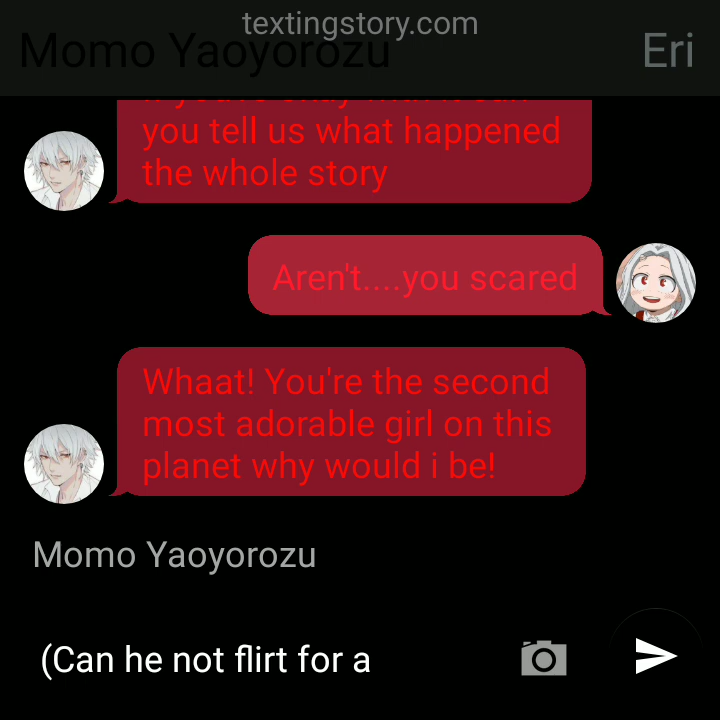 textingstory.com
Momo Yaoyorozu
Eri
you tell us what happened
the whole story
Aren't....you scared
Whaat! You're the second
most adorable girl on this
planet why would i be!
Momo Yaoyorozu
(Can he not flirt for a